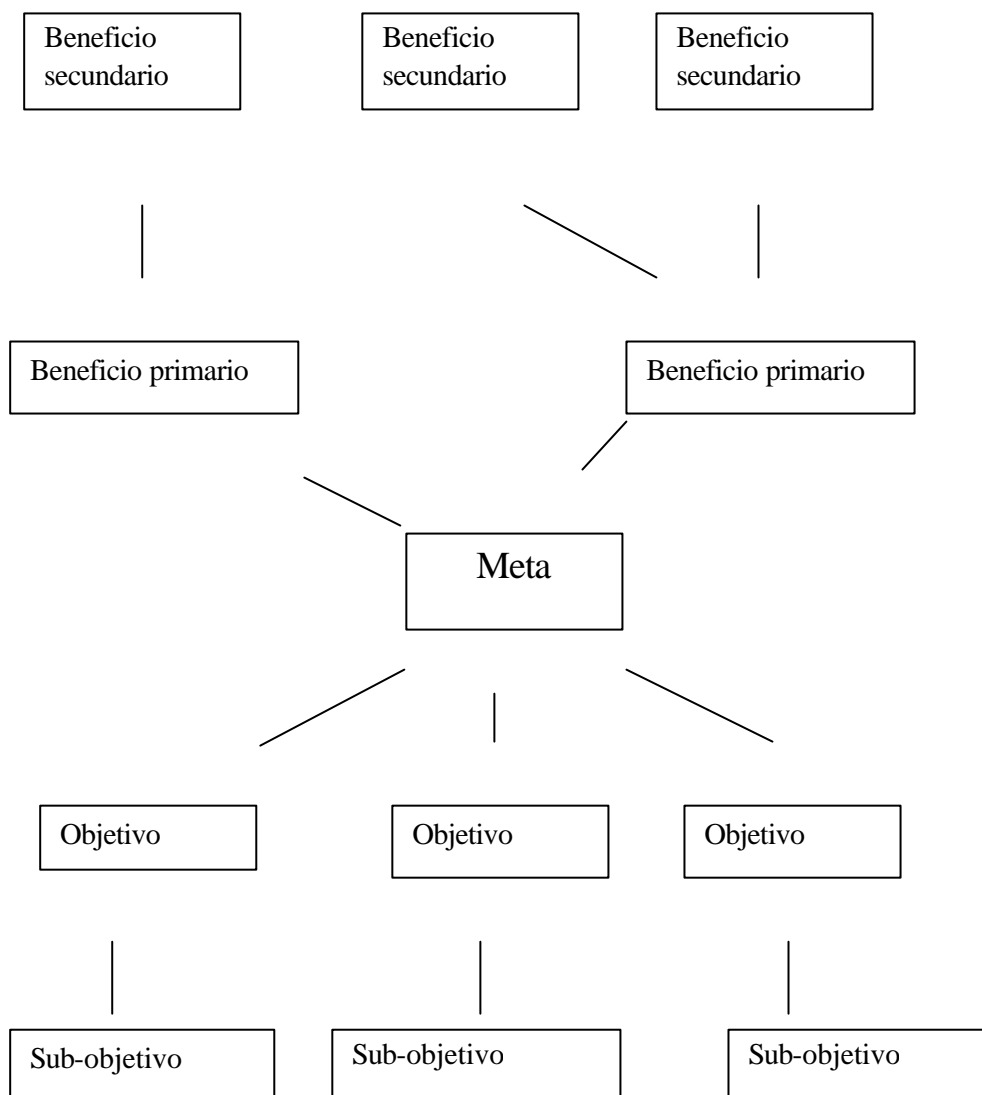 Beneficio
secundario
Beneficio
secundario
Beneficio
secundario
Beneficio primario
Beneficio primario
Meta
Objetivo
Objetivo
Objetivo
Sub-objetivo
Sub-objetivo
Sub-objetivo